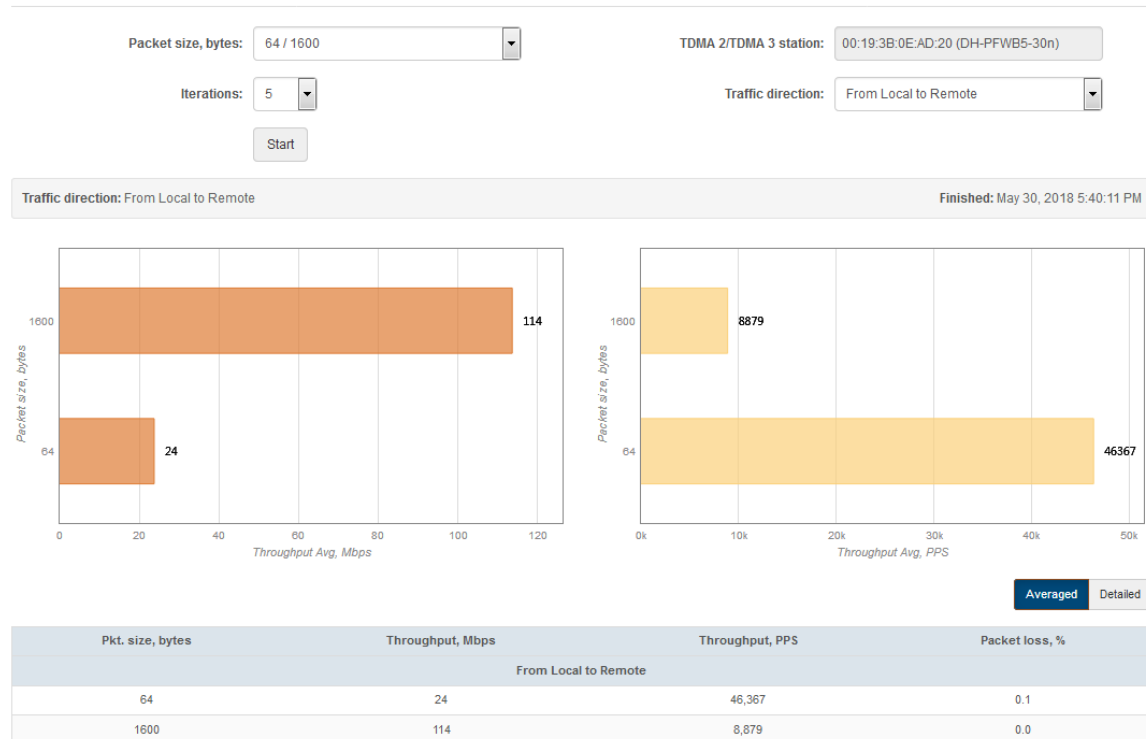 Packet size, bytes: 64 / 1600
TDMA 2/TDMA 3 station: 00:19:3B:0E:AD:20 (DH-PFWB5-30n)
Iterations: 5
Traffic direction: From Local to Remote
Start
Traffic direction: From Local to Remote
Finished: May 30, 2018 5:40:11 PM
Packet size, bytes
1600
114
64
24
0 20 40 60 80 100 120
Throughput Avg, Mbps
Packet size, bytes
1600
8879
64
46367
0k 10k 20k 30k 40k 50k
Throughput Avg, PPS
Averaged Detailed
Pkt. size, bytes Throughput, Mbps Throughput, PPS Packet loss, %
From Local to Remote
64 24 46,367 0.1
1600 114 8,879 0.0